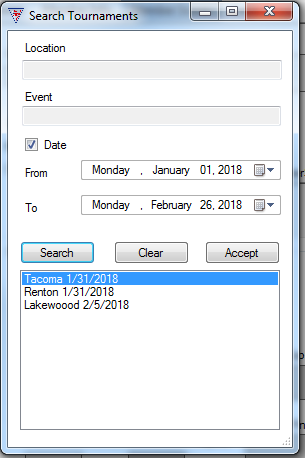 Search Tournaments
Location
Event
Date
From Monday , January 01, 2018
To Monday , February 26, 2018
Search Clear Accept
Tacoma 1/31/2018
Renton 1/31/2018
Lakewoood 2/5/2018